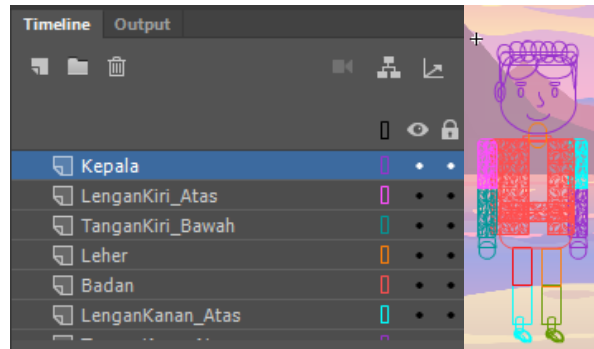 Timeline Output
Kepala
LenganKiri_Atas
TanganKiri_Bawah
Leher
Badan
LenganKanan_Atas